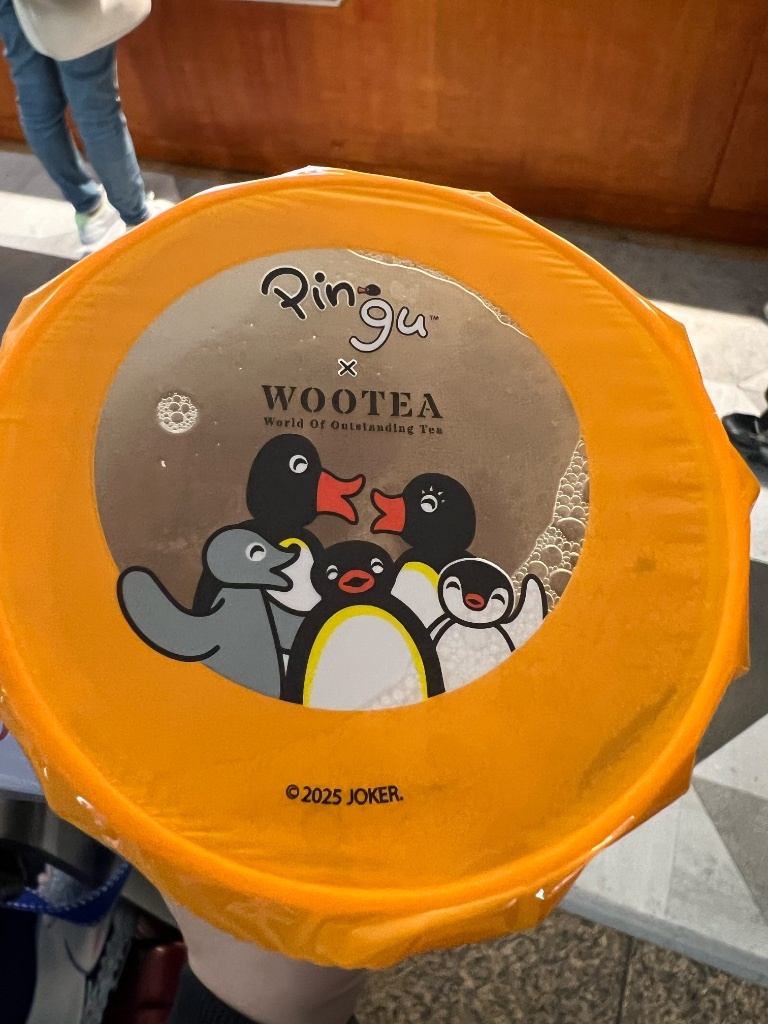 Pingu™
×
WOOTEA
World Of Outstanding Tea
©2025 JOKER.